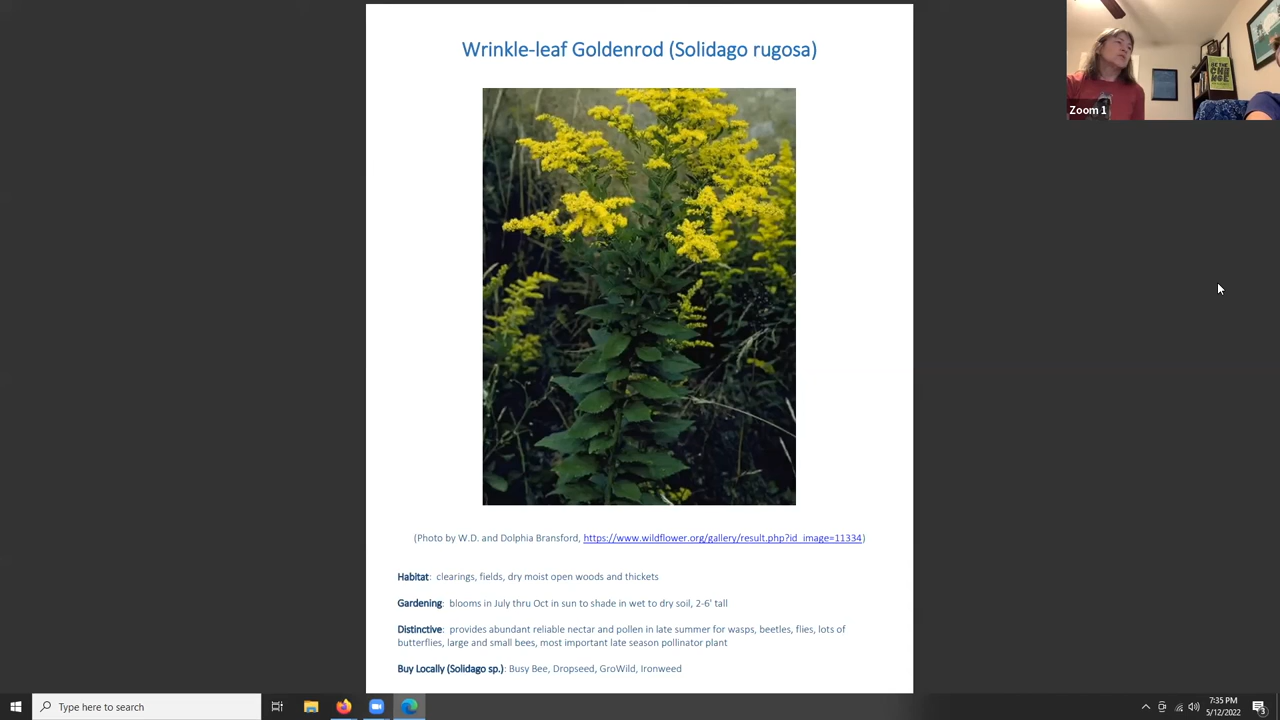 Wrinkle-leaf Goldenrod (Solidago rugosa)
BE THE
CHANGE
Zoom 1
(Photo by W.D. and Dolphia Bransford, https://www.wildflower.org/gallery/result.php?id_image=11334)
Habitat:  clearings, fields, dry moist open woods and thickets
Gardening:  blooms in July thru Oct in sun to shade in wet to dry soil, 2-6' tall
Distinctive:  provides abundant reliable nectar and pollen in late summer for wasps, beetles, flies, lots of
butterflies, large and small bees, most important late season pollinator plant
Buy Locally (Solidago sp.): Busy Bee, Dropseed, GroWild, Ironweed
Type here to search
7:35 PM
5/12/2022